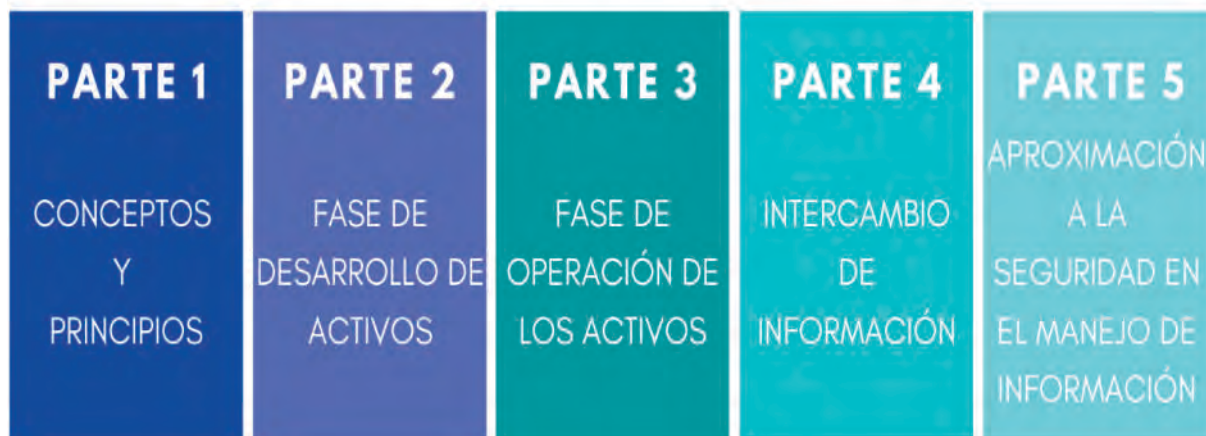 PARTE 1
CONCEPTOS
Y
PRINCIPIOS
PARTE 2
FASE DE
DESARROLLO DE
ACTIVOS
PARTE 3
FASE DE
OPERACIÓN DE
LOS ACTIVOS
PARTE 4
INTERCAMBIO
DE
INFORMACIÓN
PARTE 5
APROXIMACIÓN
A LA
SEGURIDAD EN
EL MANEJO DE
INFORMACIÓN